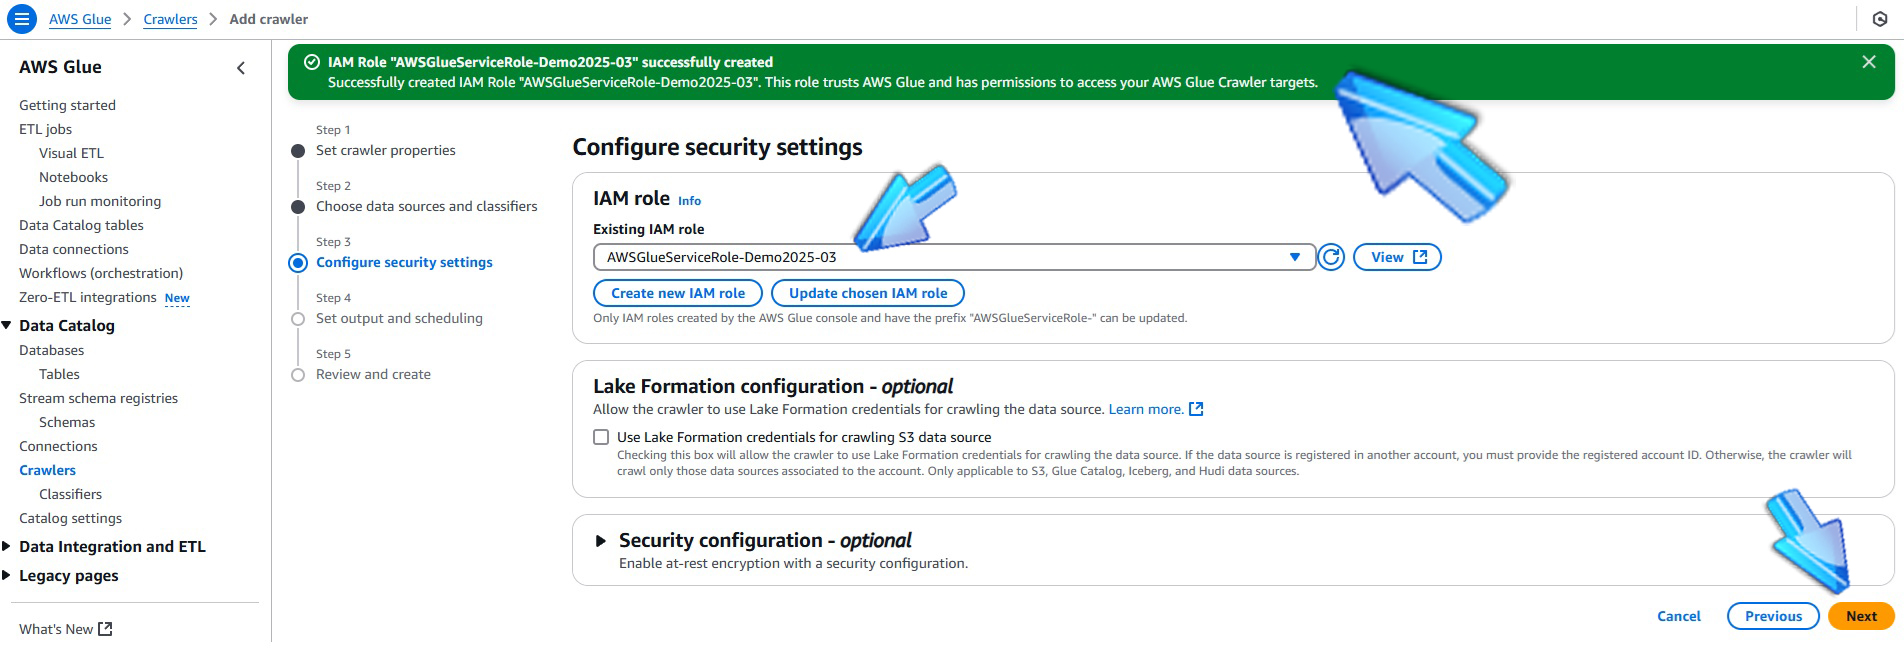 AWS Glue > Crawlers > Add crawler
AWS Glue
Getting started
ETL jobs
Visual ETL
Notebooks
Job run monitoring
Data Catalog tables
Data connections
Workflows (orchestration)
Zero-ETL integrations New
Data Catalog
Databases
Tables
Stream schema registries
Schemas
Connections
Crawlers
Classifiers
Catalog settings
Data Integration and ETL
Legacy pages
What's New
IAM Role "AWSGlueServiceRole-Demo2025-03" successfully created
Successfully created IAM Role "AWSGlueServiceRole-Demo2025-03". This role trusts AWS Glue and has permissions to access your AWS Glue Crawler targets.
Step 1
Set crawler properties
Step 2
Choose data sources and classifiers
Step 3
Configure security settings
Step 4
Set output and scheduling
Step 5
Review and create
Configure security settings
IAM role Info
Existing IAM role
AWSGlueServiceRole-Demo2025-03
View
Create new IAM role Update chosen IAM role
Only IAM roles created by the AWS Glue console and have the prefix "AWSGlueServiceRole-" can be updated.
Lake Formation configuration - optional
Allow the crawler to use Lake Formation credentials for crawling the data source. Learn more.
Use Lake Formation credentials for crawling S3 data source
Checking this box will allow the crawler to use Lake Formation credentials for crawling the data source. If the data source is registered in another account, you must provide the registered account ID. Otherwise, the crawler will
crawl only those data sources associated to the account. Only applicable to S3, Glue Catalog, Iceberg, and Hudi data sources.
Security configuration - optional
Enable at-rest encryption with a security configuration.
Cancel Previous Next